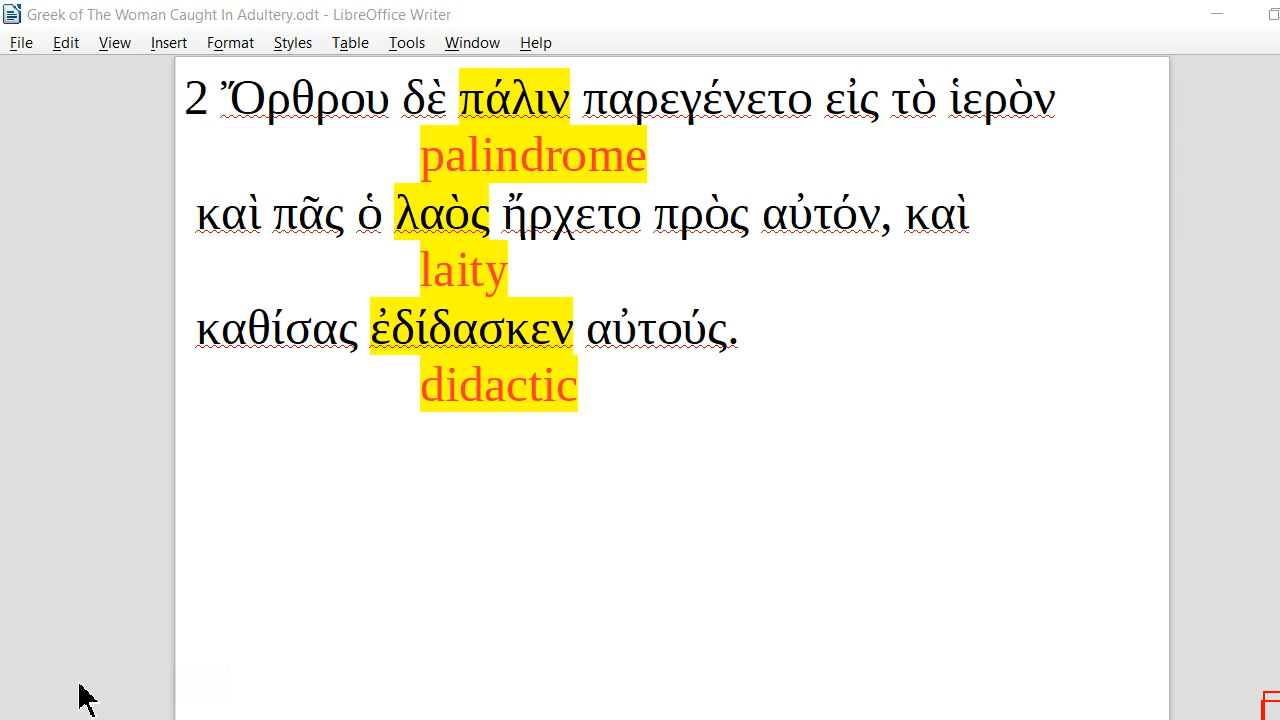 Greek of The Woman Caught In Adultery.odt - LibreOffice Writer
File Edit View Insert Format Styles Table Tools Window Help
2 Ὄρθρου δὲ πάλιν παρεγένετο εἰς τὸ ἱερὸν
palindrome
καὶ πᾶς ὁ λαὸς ἤρχετο πρὸς αὐτόν, καὶ
laity
καθίσας ἐδίδασκεν αὐτούς.
didactic